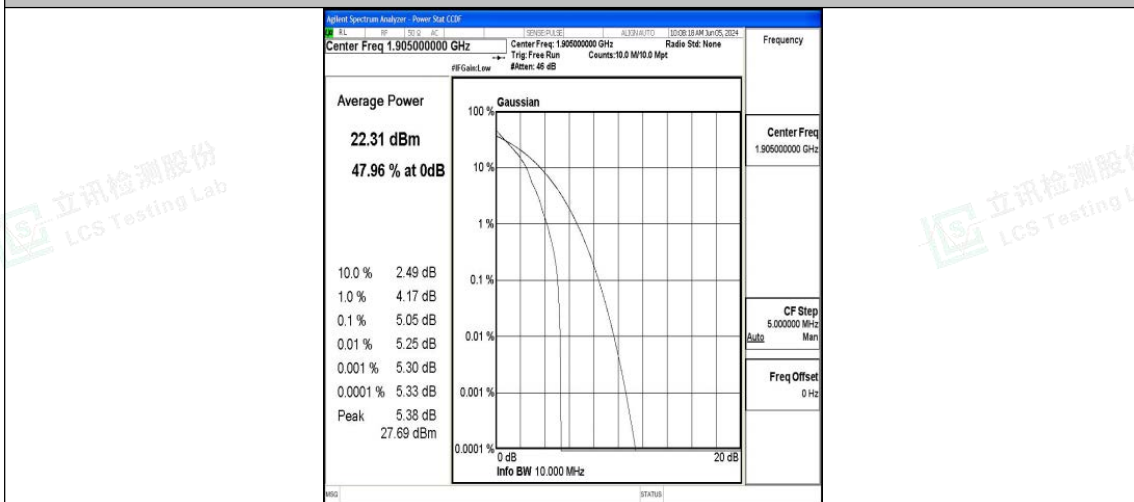 Agilent Spectrum Analyzer - Power Stat CCDF
RL RF 50 Ω AC SENSE:PULSE ALIGNAUTO 10:08:18 AM Jun 05, 2024
Center Freq 1.905000000 GHz
Center Freq: 1.905000000 GHz Radio Std: None
Trig: Free Run Counts:10.0 M/10.0 Mpt
#IFGain:Low #Atten: 46 dB
Frequency
Average Power
22.31 dBm
47.96 % at 0dB
10.0 % 2.49 dB
1.0 % 4.17 dB
0.1 % 5.05 dB
0.01 % 5.25 dB
0.001 % 5.30 dB
0.0001 % 5.33 dB
Peak 5.38 dB
27.69 dBm
Gaussian
100 %
10 %
1 %
0.1 %
0.01 %
0.001 %
0.0001 %
0 dB 20 dB
Info BW 10.000 MHz
Center Freq
1.905000000 GHz
CF Step
5.000000 MHz
Auto Man
Freq Offset
0 Hz
MSG STATUS
立讯检测股份
LCS Testing Lab
立讯检测股份
LCS Testing L